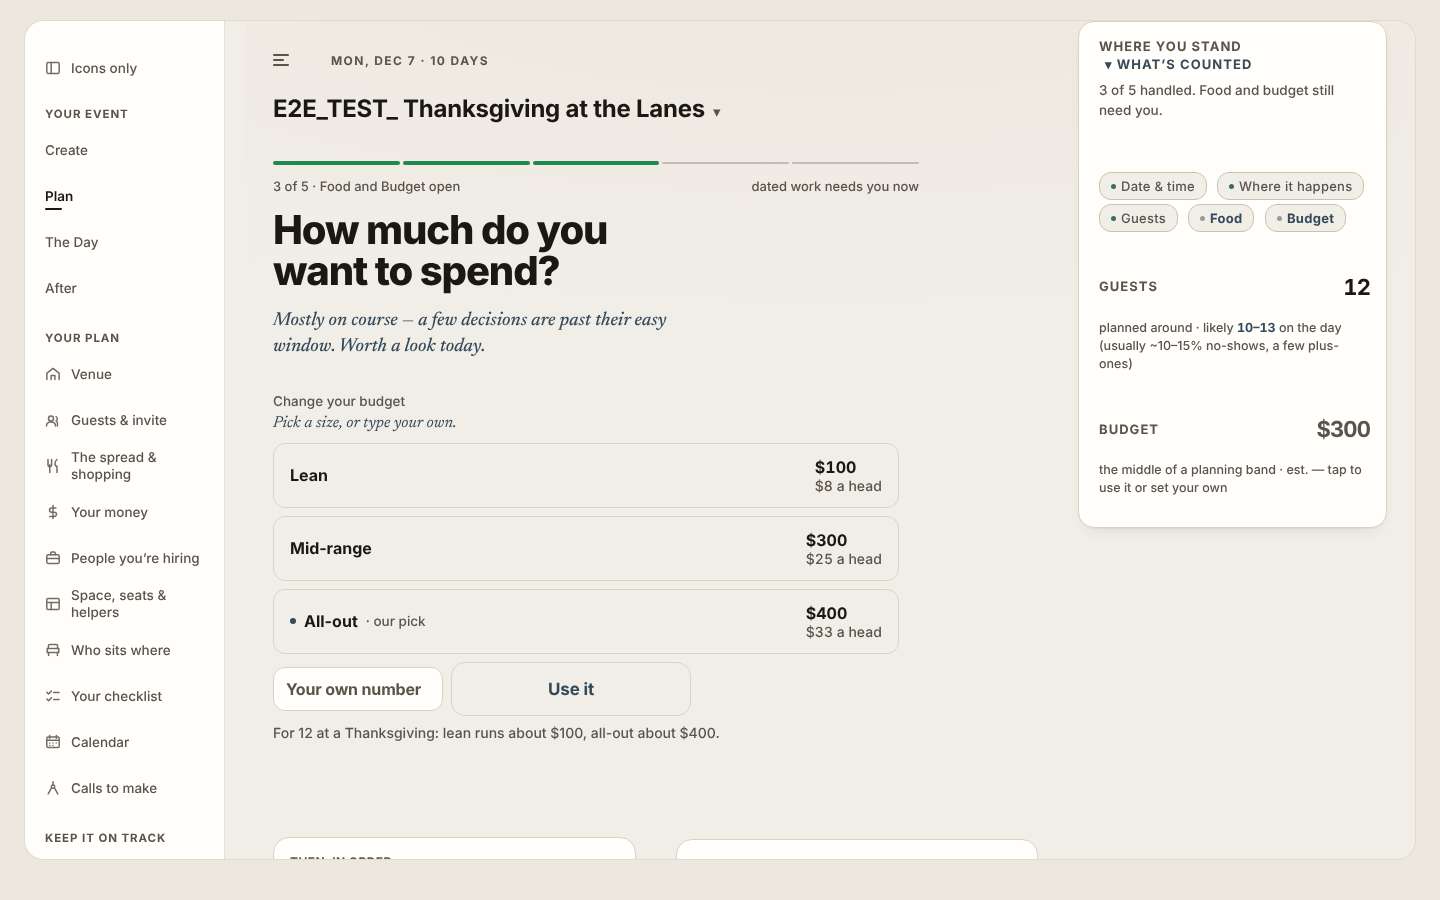 Icons only
YOUR EVENT
Create
Plan
The Day
After
YOUR PLAN
Venue
Guests & invite
The spread &
shopping
Your money
People you’re hiring
Space, seats &
helpers
Who sits where
Your checklist
Calendar
Calls to make
KEEP IT ON TRACK
MON, DEC 7 · 10 DAYS
E2E_TEST_ Thanksgiving at the Lanes ▾
3 of 5 · Food and Budget open
dated work needs you now
How much do you
want to spend?
Mostly on course — a few decisions are past their easy
window. Worth a look today.
Change your budget
Pick a size, or type your own.
Lean
$100
$8 a head
Mid-range
$300
$25 a head
All-out · our pick
$400
$33 a head
Your own number
Use it
For 12 at a Thanksgiving: lean runs about $100, all-out about $400.
THEN, IN ORDER
WHERE YOU STAND
▾ WHAT’S COUNTED
3 of 5 handled. Food and budget still
need you.
• Date & time
• Where it happens
• Guests
• Food
• Budget
GUESTS
12
planned around · likely 10–13 on the day
(usually ~10–15% no-shows, a few plus-
ones)
BUDGET
$300
the middle of a planning band · est. — tap to
use it or set your own